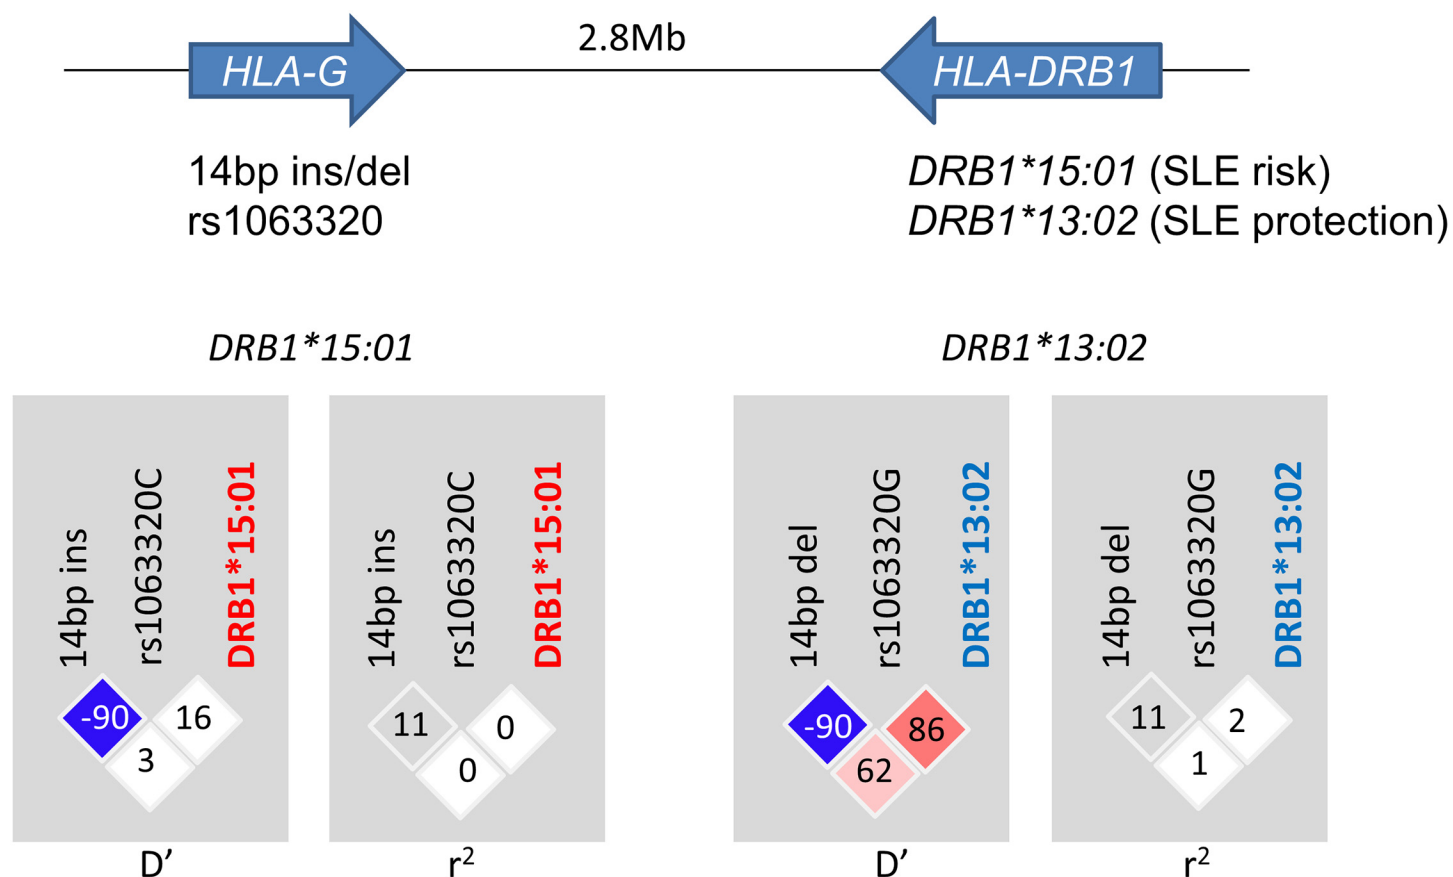 2.8Mb
HLA-G
HLA-DRB1
14bp ins/del
rs1063320
DRB1*15:01 (SLE risk)
DRB1*13:02 (SLE protection)
DRB1*15:01
DRB1*13:02
14bp ins
rs1063320C
DRB1*15:01
-90
16
3
D’
14bp ins
rs1063320C
DRB1*15:01
11
0
0
r²
14bp del
rs1063320G
DRB1*13:02
-90
86
62
D’
14bp del
rs1063320G
DRB1*13:02
11
2
1
r²